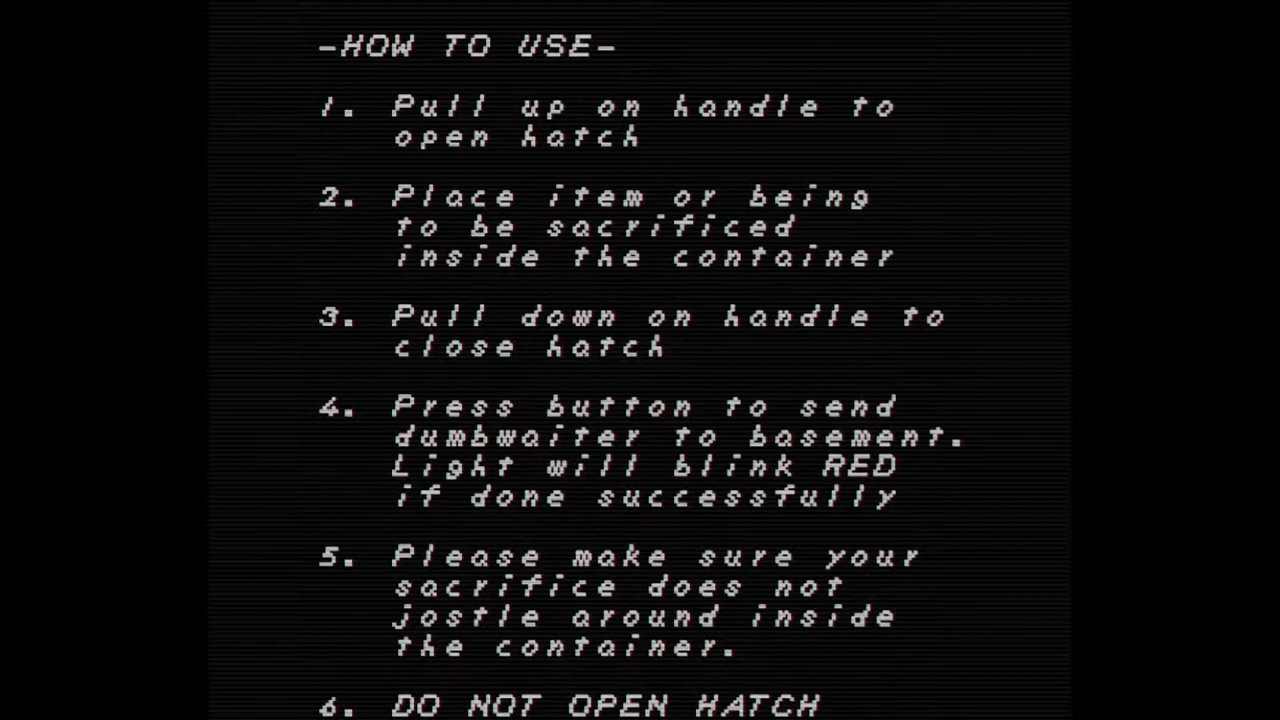 -HOW TO USE-
1. Pull up on handle to
open hatch
2. Place item or being
to be sacrificed
inside the container
3. Pull down on handle to
close hatch
4. Press button to send
dumbwaiter to basement.
Light will blink RED
if done successfully
5. Please make sure your
sacrifice does not
jostle around inside
the container.
6. DO NOT OPEN HATCH